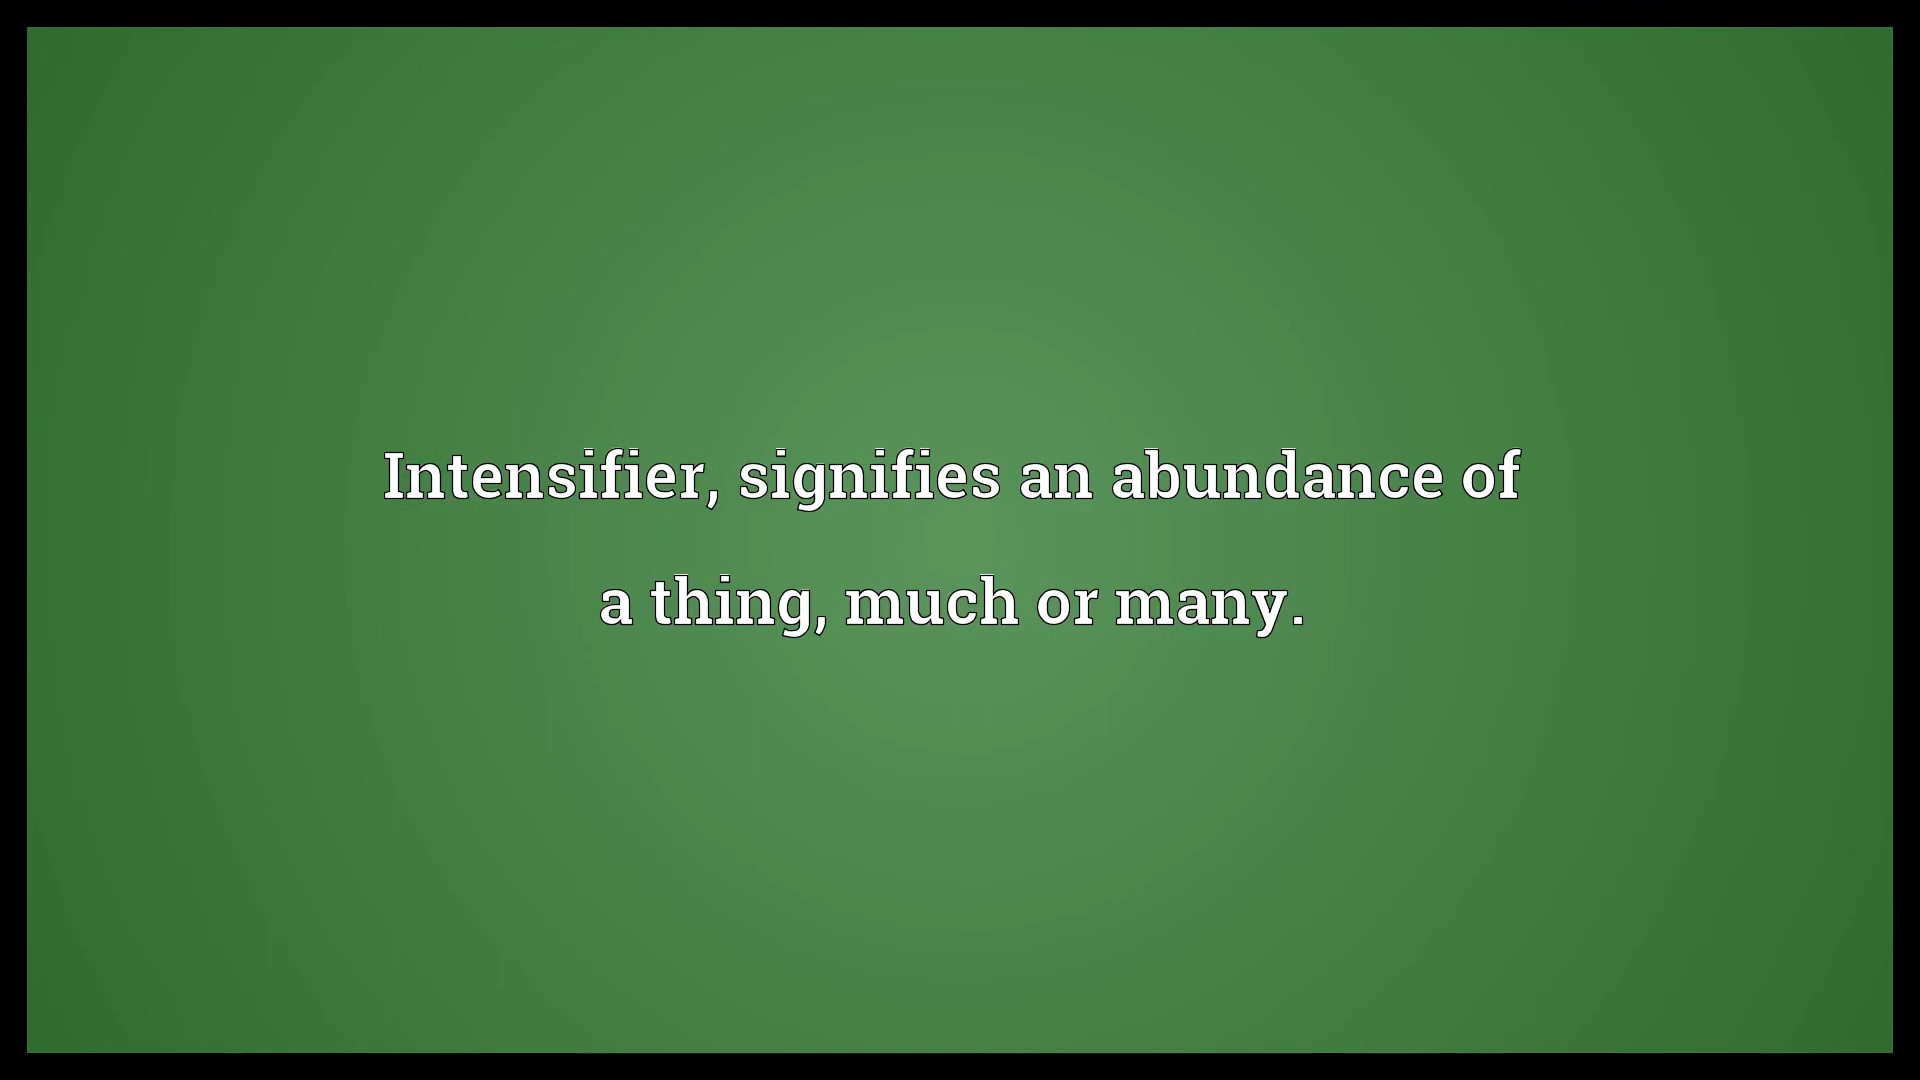 Intensifier, signifies an abundance of
a thing, much or many.